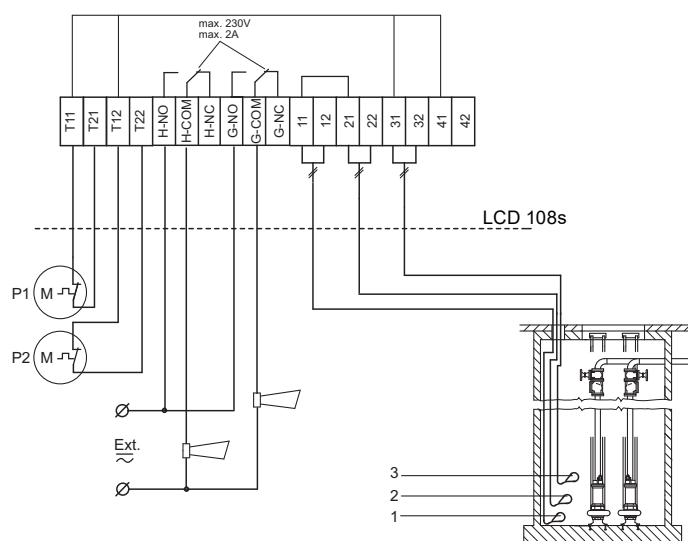 max. 230V
max. 2A
T11 T21 T12 T22 H-NO H-COM H-NC G-NO G-COM G-NC 11 12 21 22 31 32 41 42
LCD 108s
P1 M
P2 M
Ext.
3
2
1